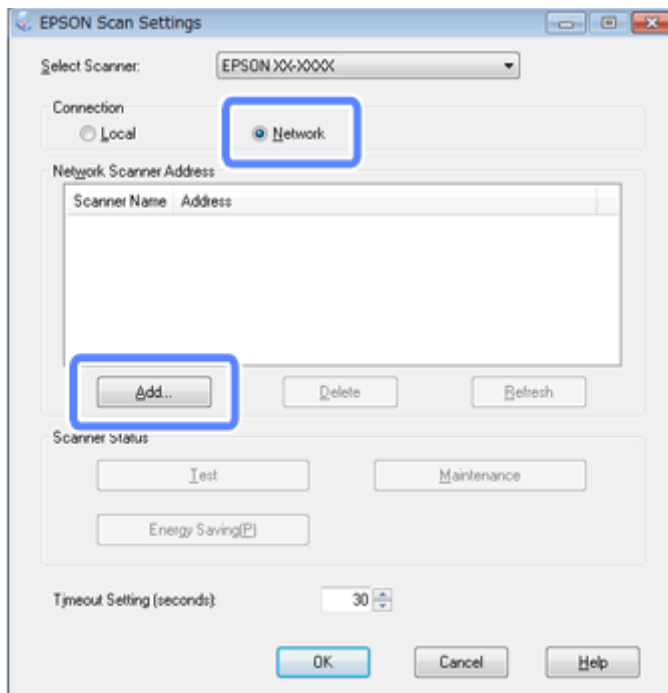 EPSON Scan Settings
Select Scanner: EPSON XX-XXXX
Connection
Local Network
Network Scanner Address
Scanner Name Address
Add... Delete Refresh
Scanner Status
Test Maintenance
Energy Saving(P)
Timeout Setting (seconds): 30
OK Cancel Help